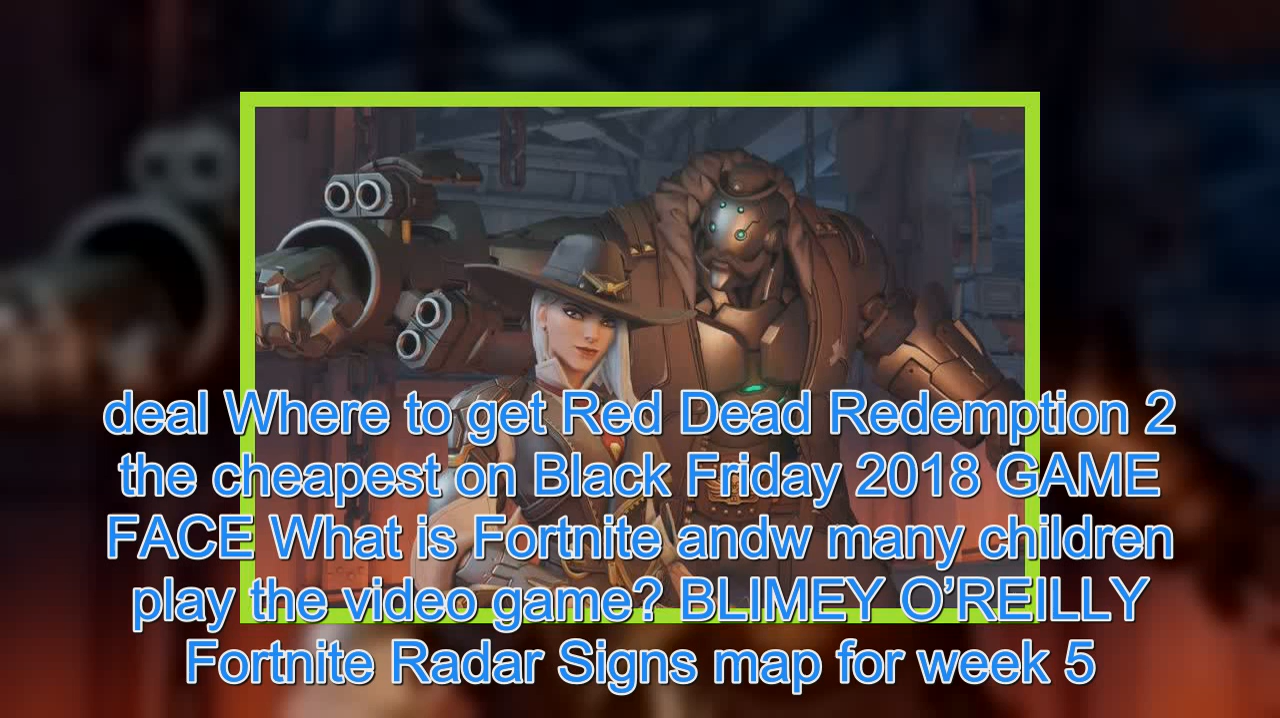 deal Where to get Red Dead Redemption 2
the cheapest on Black Friday 2018 GAME
FACE What is Fortnite andw many children
play the video game? BLIMEY O’REILLY
Fortnite Radar Signs map for week 5